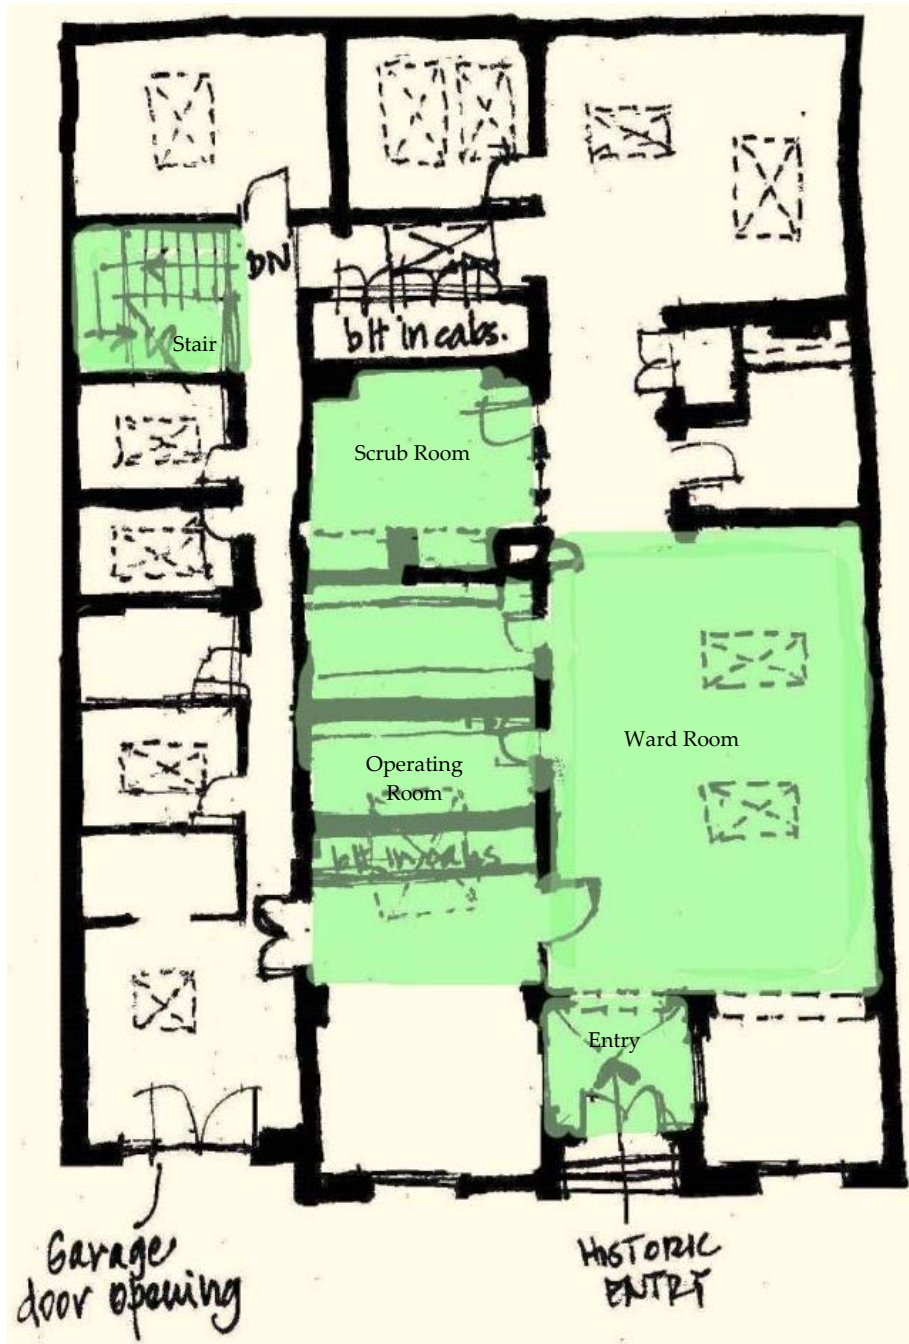 DN
Stair
blt in cabs.
Scrub Room
Ward Room
Operating
Room
blt in cabs
Entry
Garage
door opening
HISTORIC
ENTRY